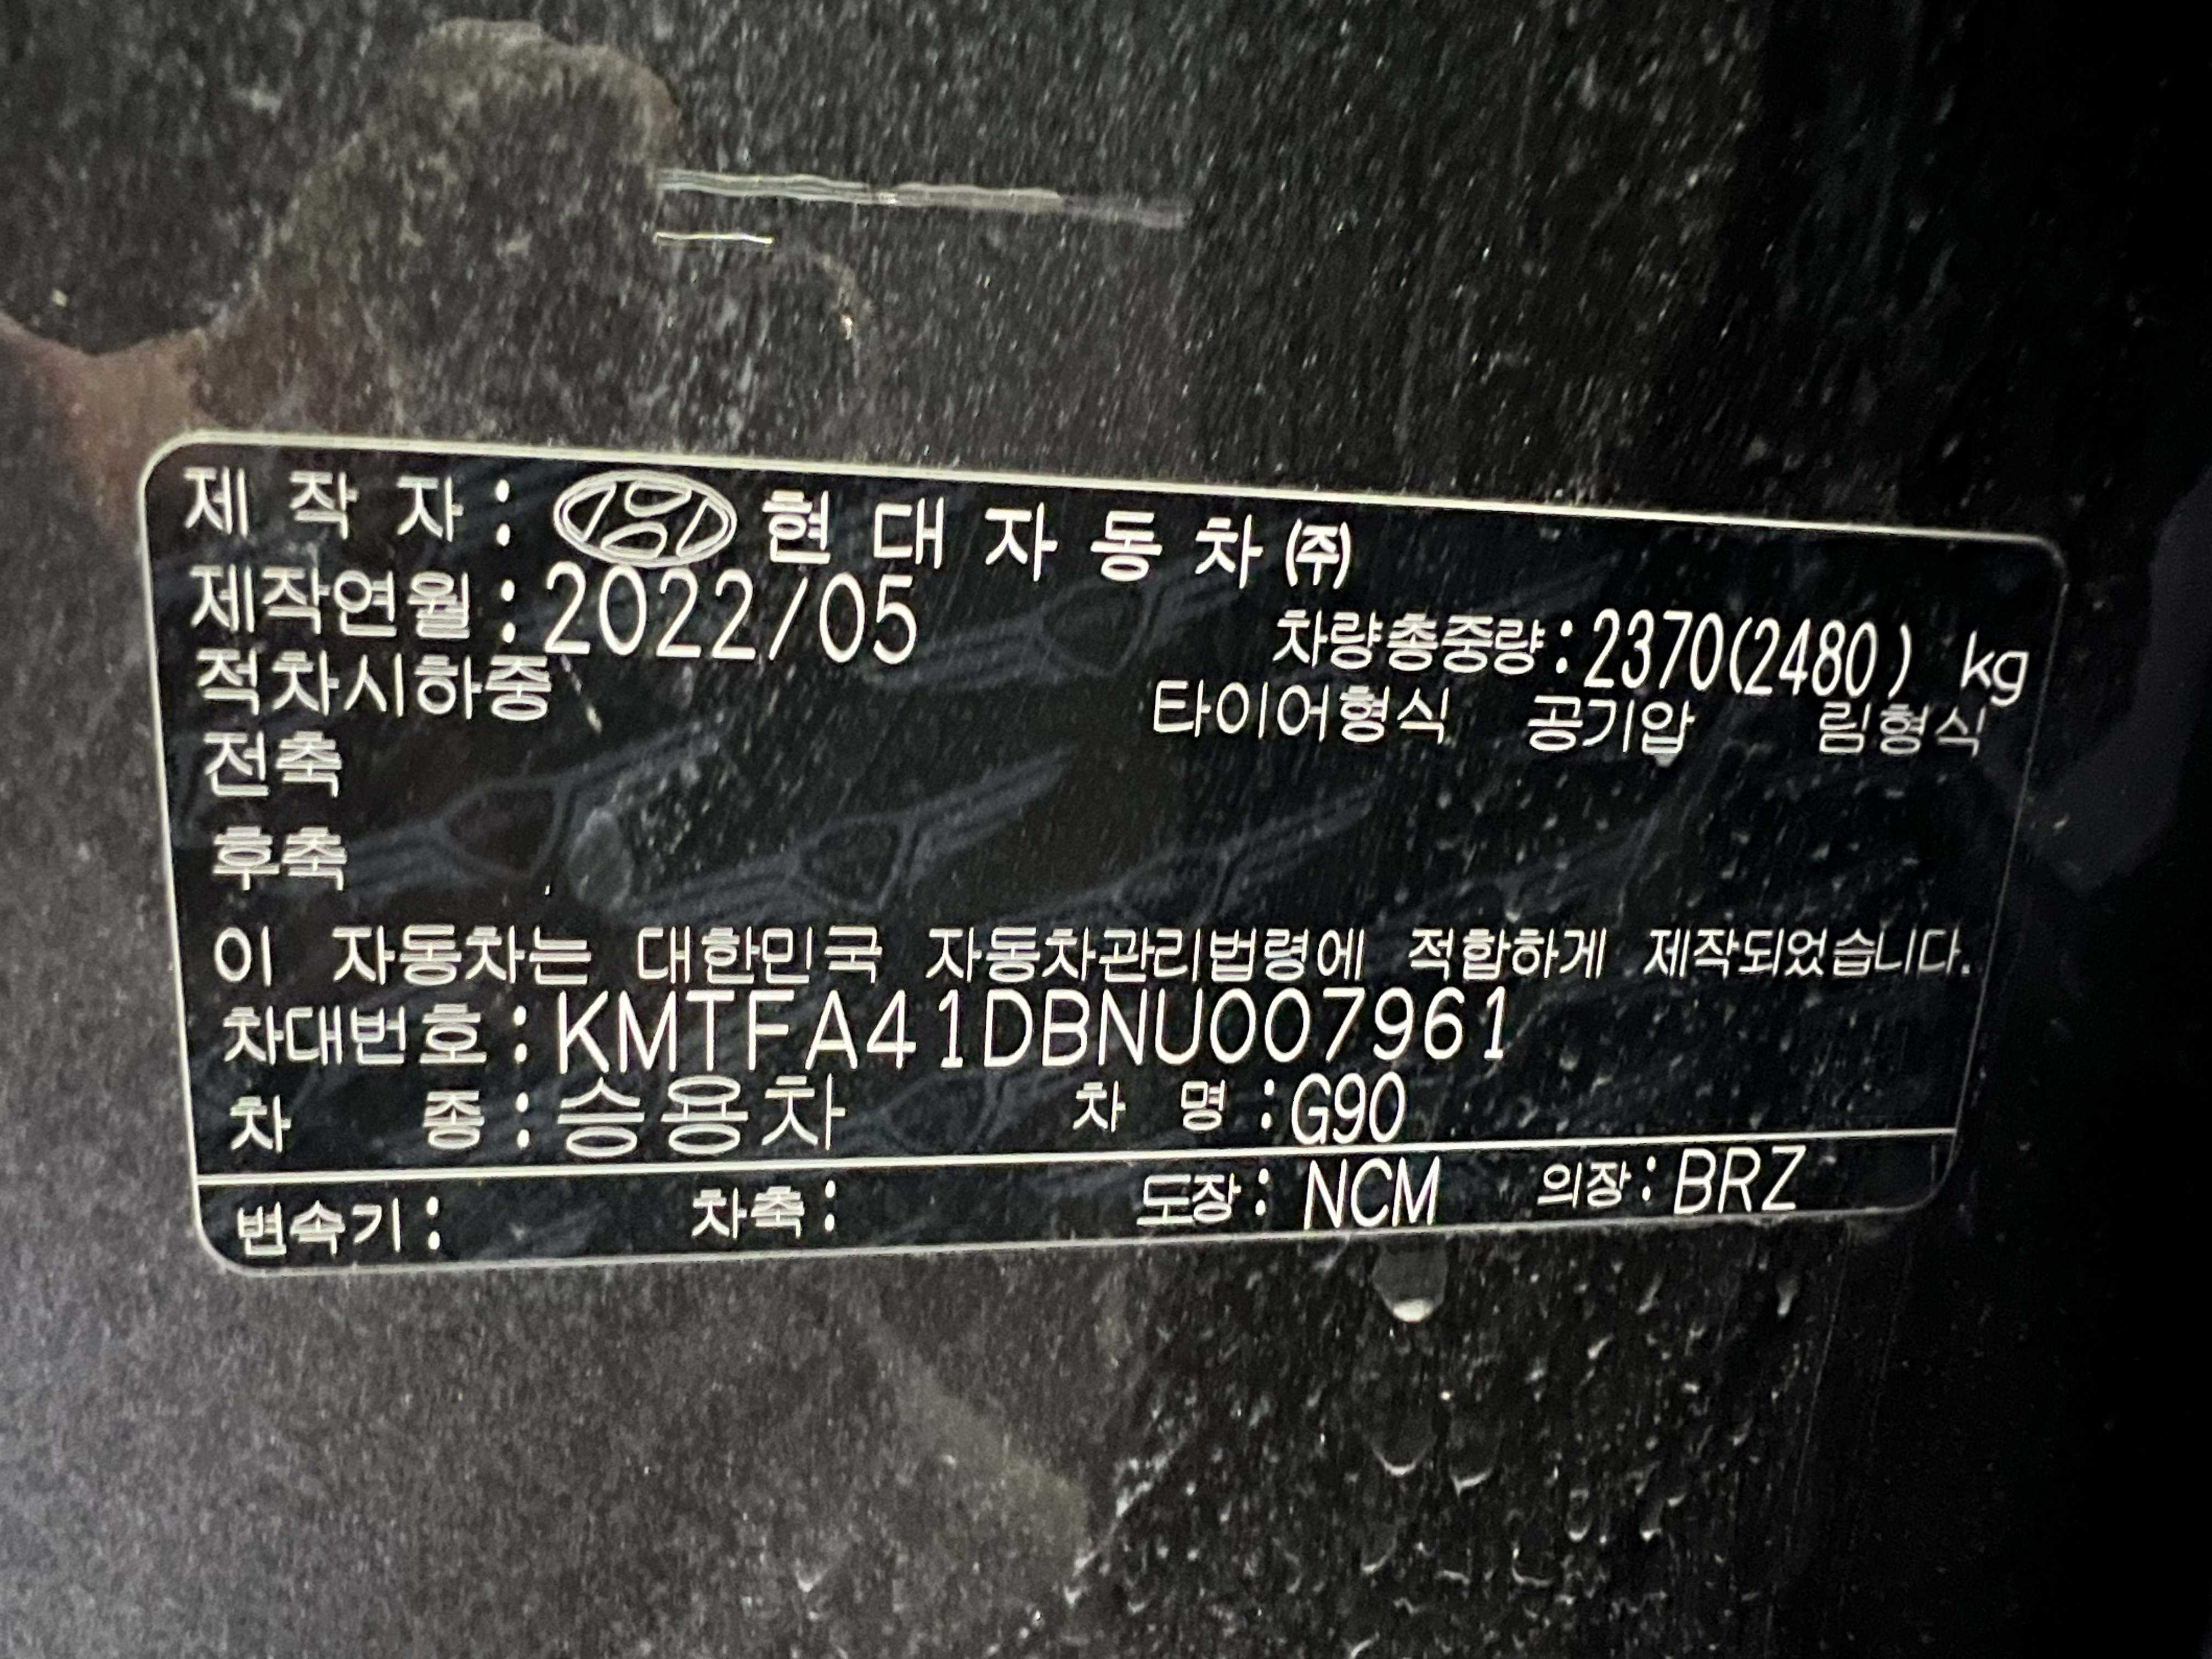 제 작 자 : 현 대 자 동 차 ㈜
제작연월 : 2022/05
차량총중량 : 2370(2480) kg
적차시하중
타이어형식 공기압 림형식
전축
후축
이 자동차는 대한민국 자동차관리법령에 적합하게 제작되었습니다.
차대번호 : KMTFA41DBNU007961
차 종 : 승용차 차 명 : G90
변속기 : 차축 : 도장 : NCM 의장 : BRZ